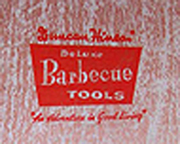 Duncan Hines
DeLuxe
Barbecue
TOOLS
"An Adventure in Good Living"